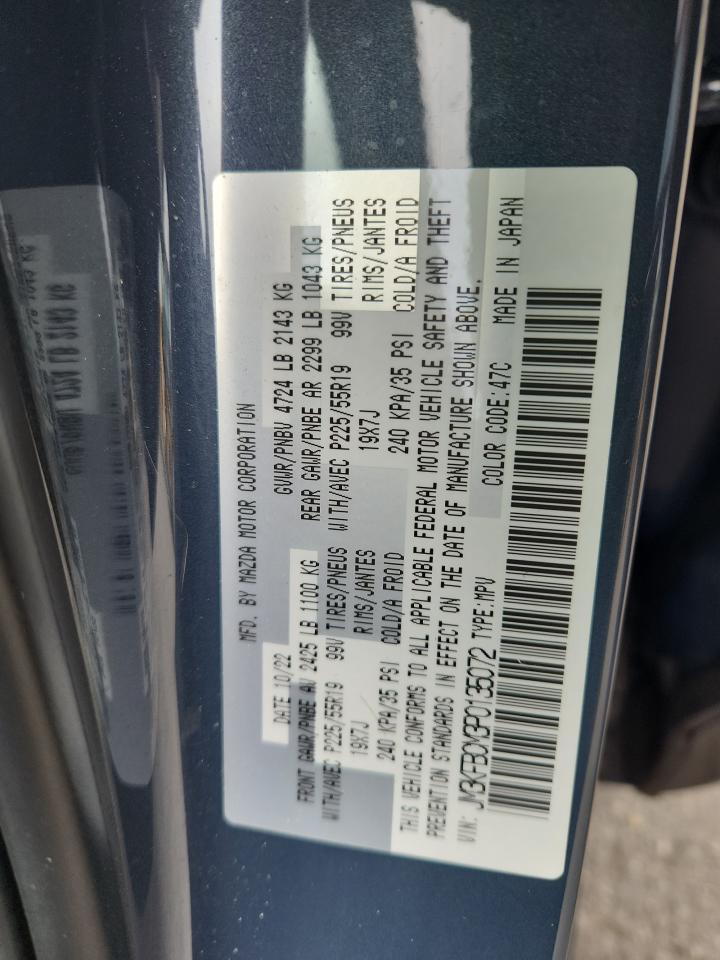 MFD. BY MAZDA MOTOR CORPORATION
DATE 10/22 GVWR/PNBV 4724 LB 2143 KG
FRONT GAWR/PNBE AV 2425 LB 1100 KG REAR GAWR/PNBE AR 2299 LB 1043 KG
WITH/AVEC P225/55R19 99V TIRES/PNEUS WITH/AVEC P225/55R19 99V TIRES/PNEUS
19X7J RIMS/JANTES 19X7J RIMS/JANTES
240 KPA/35 PSI COLD/A FROID 240 KPA/35 PSI COLD/A FROID
THIS VEHICLE CONFORMS TO ALL APPLICABLE FEDERAL MOTOR VEHICLE SAFETY AND THEFT
PREVENTION STANDARDS IN EFFECT ON THE DATE OF MANUFACTURE SHOWN ABOVE.
VIN: JM3KFBDM3P0135072 TYPE:MPV COLOR CODE:47C MADE IN JAPAN